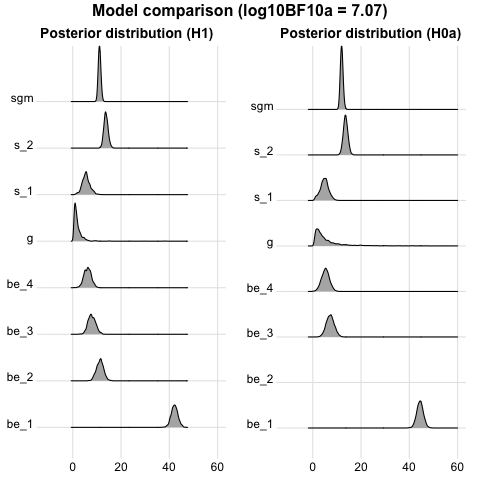 Model comparison (log10BF10a = 7.07)
Posterior distribution (H1)
sgm
s_2
s_1
g
be_4
be_3
be_2
be_1
0 20 40 60
Posterior distribution (H0a)
sgm
s_2
s_1
g
be_4
be_3
be_2
be_1
0 20 40 60